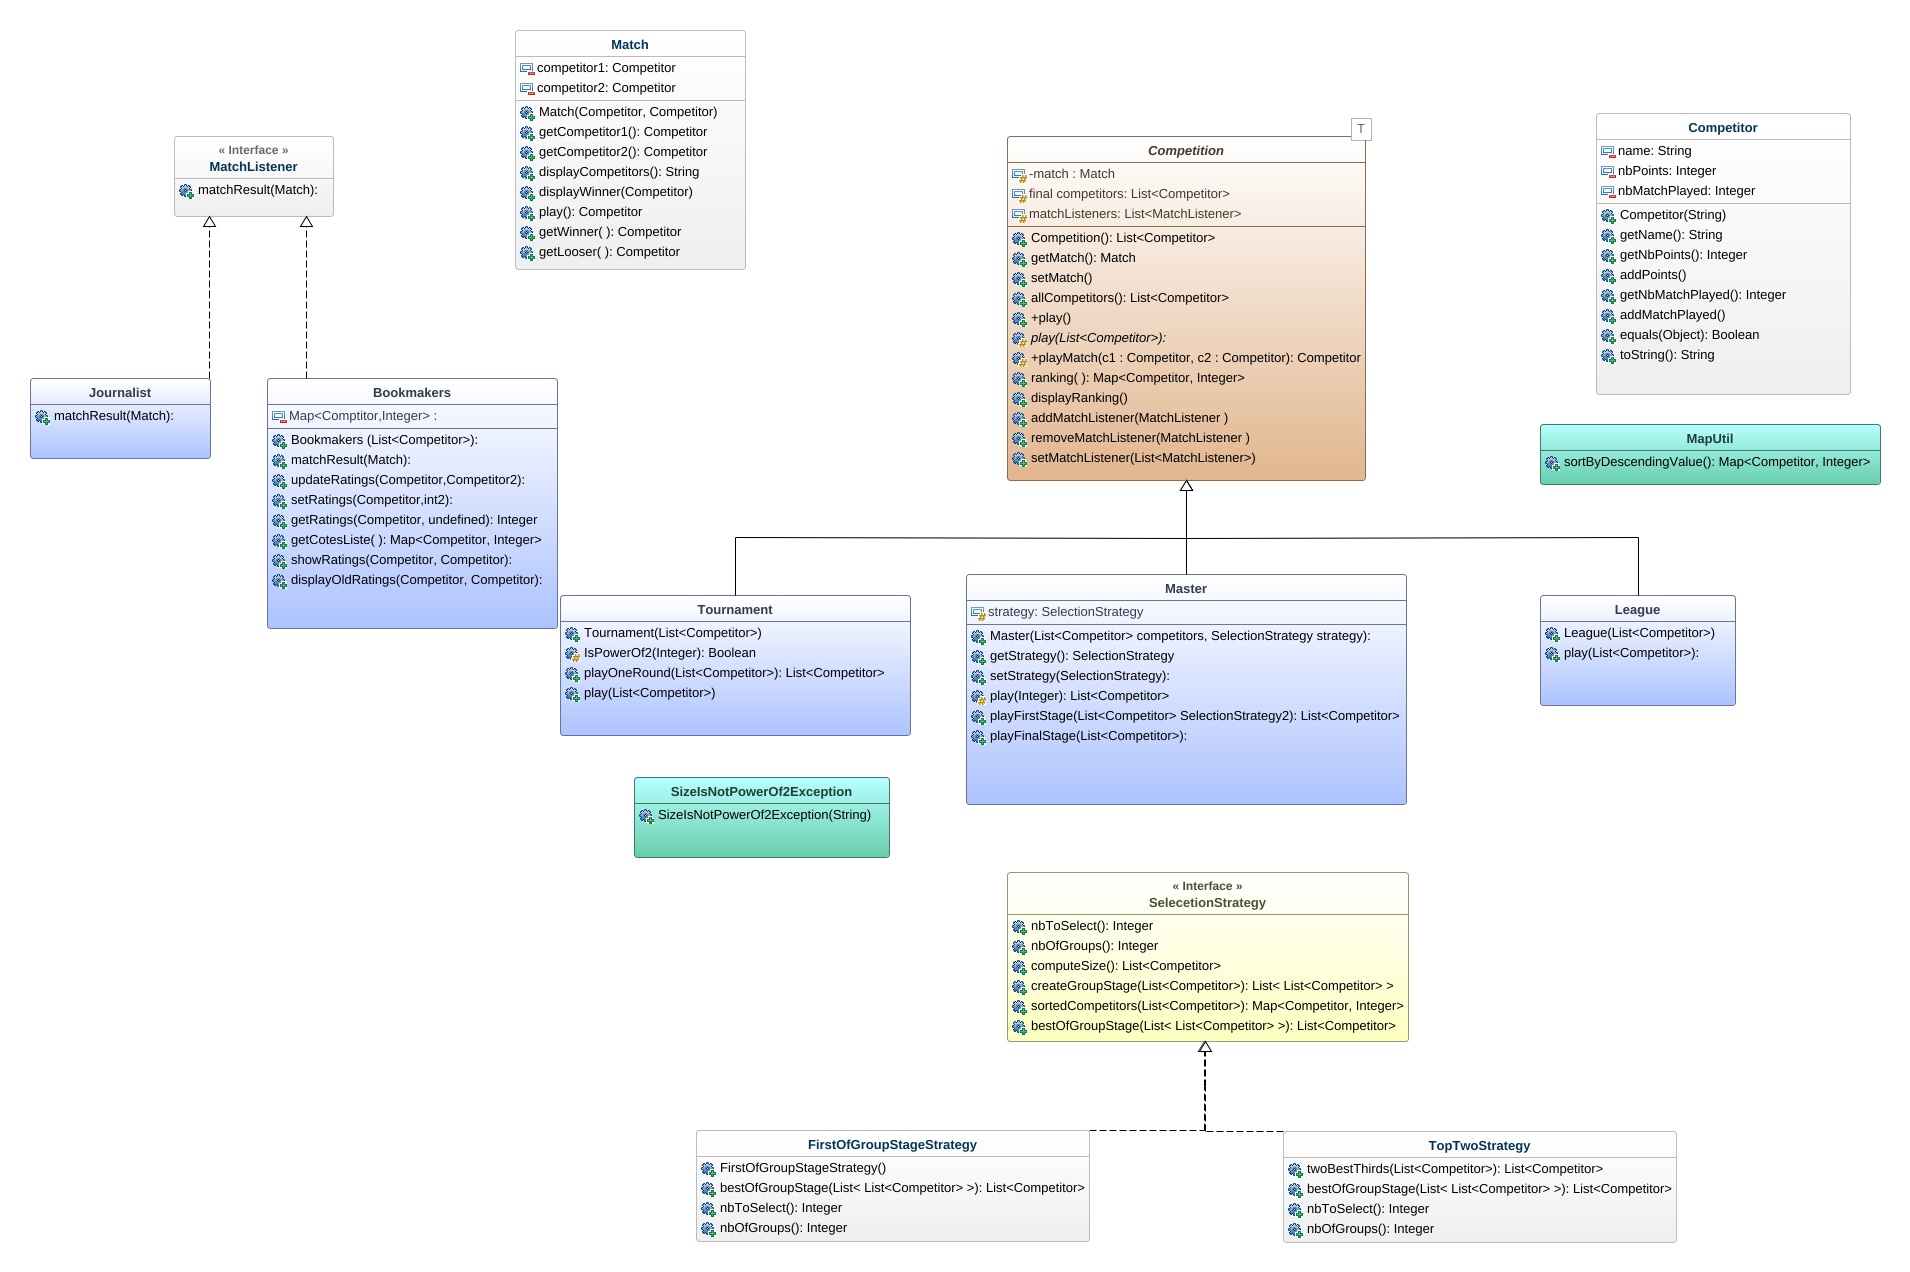 Match
competitor1: Competitor
competitor2: Competitor
Match(Competitor, Competitor)
getCompetitor1(): Competitor
getCompetitor2(): Competitor
displayCompetitors(): String
displayWinner(Competitor)
play(): Competitor
getWinner( ): Competitor
getLooser( ): Competitor
« Interface »
MatchListener
matchResult(Match):
T
Competition
-match : Match
final competitors: List<Competitor>
matchListeners: List<MatchListener>
Competition(): List<Competitor>
getMatch(): Match
setMatch()
allCompetitors(): List<Competitor>
+play()
play(List<Competitor>):
+playMatch(c1 : Competitor, c2 : Competitor): Competitor
ranking( ): Map<Competitor, Integer>
displayRanking()
addMatchListener(MatchListener )
removeMatchListener(MatchListener )
setMatchListener(List<MatchListener>)
Competitor
name: String
nbPoints: Integer
nbMatchPlayed: Integer
Competitor(String)
getName(): String
getNbPoints(): Integer
addPoints()
getNbMatchPlayed(): Integer
addMatchPlayed()
equals(Object): Boolean
toString(): String
MapUtil
sortByDescendingValue(): Map<Competitor, Integer>
Journalist
matchResult(Match):
Bookmakers
Map<Comptitor,Integer> :
Bookmakers (List<Competitor>):
matchResult(Match):
updateRatings(Competitor,Competitor2):
setRatings(Competitor,int2):
getRatings(Competitor, undefined): Integer
getCotesListe( ): Map<Competitor, Integer>
showRatings(Competitor, Competitor):
displayOldRatings(Competitor, Competitor):
Tournament
Tournament(List<Competitor>)
IsPowerOf2(Integer): Boolean
playOneRound(List<Competitor>): List<Competitor>
play(List<Competitor>)
Master
strategy: SelectionStrategy
Master(List<Competitor> competitors, SelectionStrategy strategy):
getStrategy(): SelectionStrategy
setStrategy(SelectionStrategy):
play(Integer): List<Competitor>
playFirstStage(List<Competitor> SelectionStrategy2): List<Competitor>
playFinalStage(List<Competitor>):
League
League(List<Competitor>)
play(List<Competitor>):
SizeIsNotPowerOf2Exception
SizeIsNotPowerOf2Exception(String)
« Interface »
SelecetionStrategy
nbToSelect(): Integer
nbOfGroups(): Integer
computeSize(): List<Competitor>
createGroupStage(List<Competitor>): List< List<Competitor> >
sortedCompetitors(List<Competitor>): Map<Competitor, Integer>
bestOfGroupStage(List< List<Competitor> >): List<Competitor>
FirstOfGroupStageStrategy
FirstOfGroupStageStrategy()
bestOfGroupStage(List< List<Competitor> >): List<Competitor>
nbToSelect(): Integer
nbOfGroups(): Integer
TopTwoStrategy
twoBestThirds(List<Competitor>): List<Competitor>
bestOfGroupStage(List< List<Competitor> >): List<Competitor>
nbToSelect(): Integer
nbOfGroups(): Integer